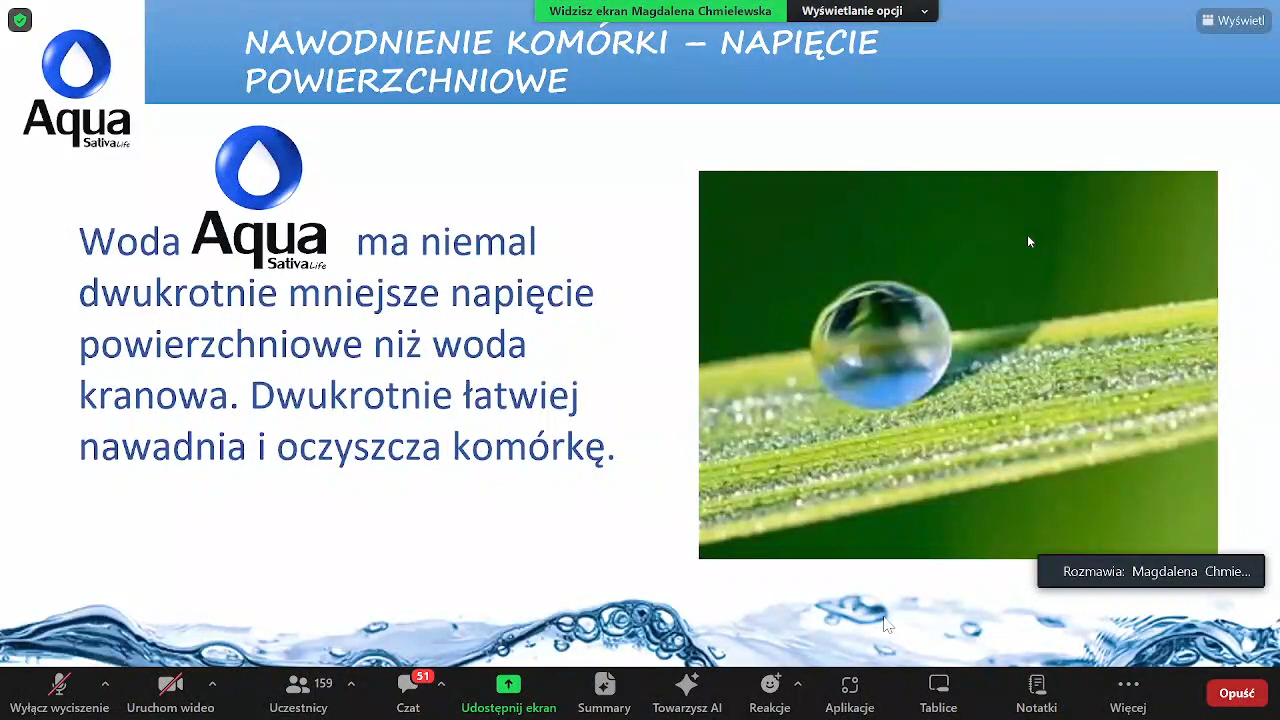 Widzisz ekran Magdalena Chmielewska
Wyświetlanie opcji
Wyświetl
NAWODNIENIE KOMÓRKI – NAPIĘCIE
POWIERZCHNIOWE
Aqua
SativaLife
Woda Aqua ma niemal
SativaLife
dwukrotnie mniejsze napięcie
powierzchniowe niż woda
kranowa. Dwukrotnie łatwiej
nawadnia i oczyszcza komórkę.
Rozmawia: Magdalena Chmie...
Wyłącz wyciszenie
Uruchom wideo
159
Uczestnicy
51
Czat
Udostępnij ekran
Summary
Towarzysz AI
Reakcje
Aplikacje
Tablice
Notatki
Więcej
Opuść